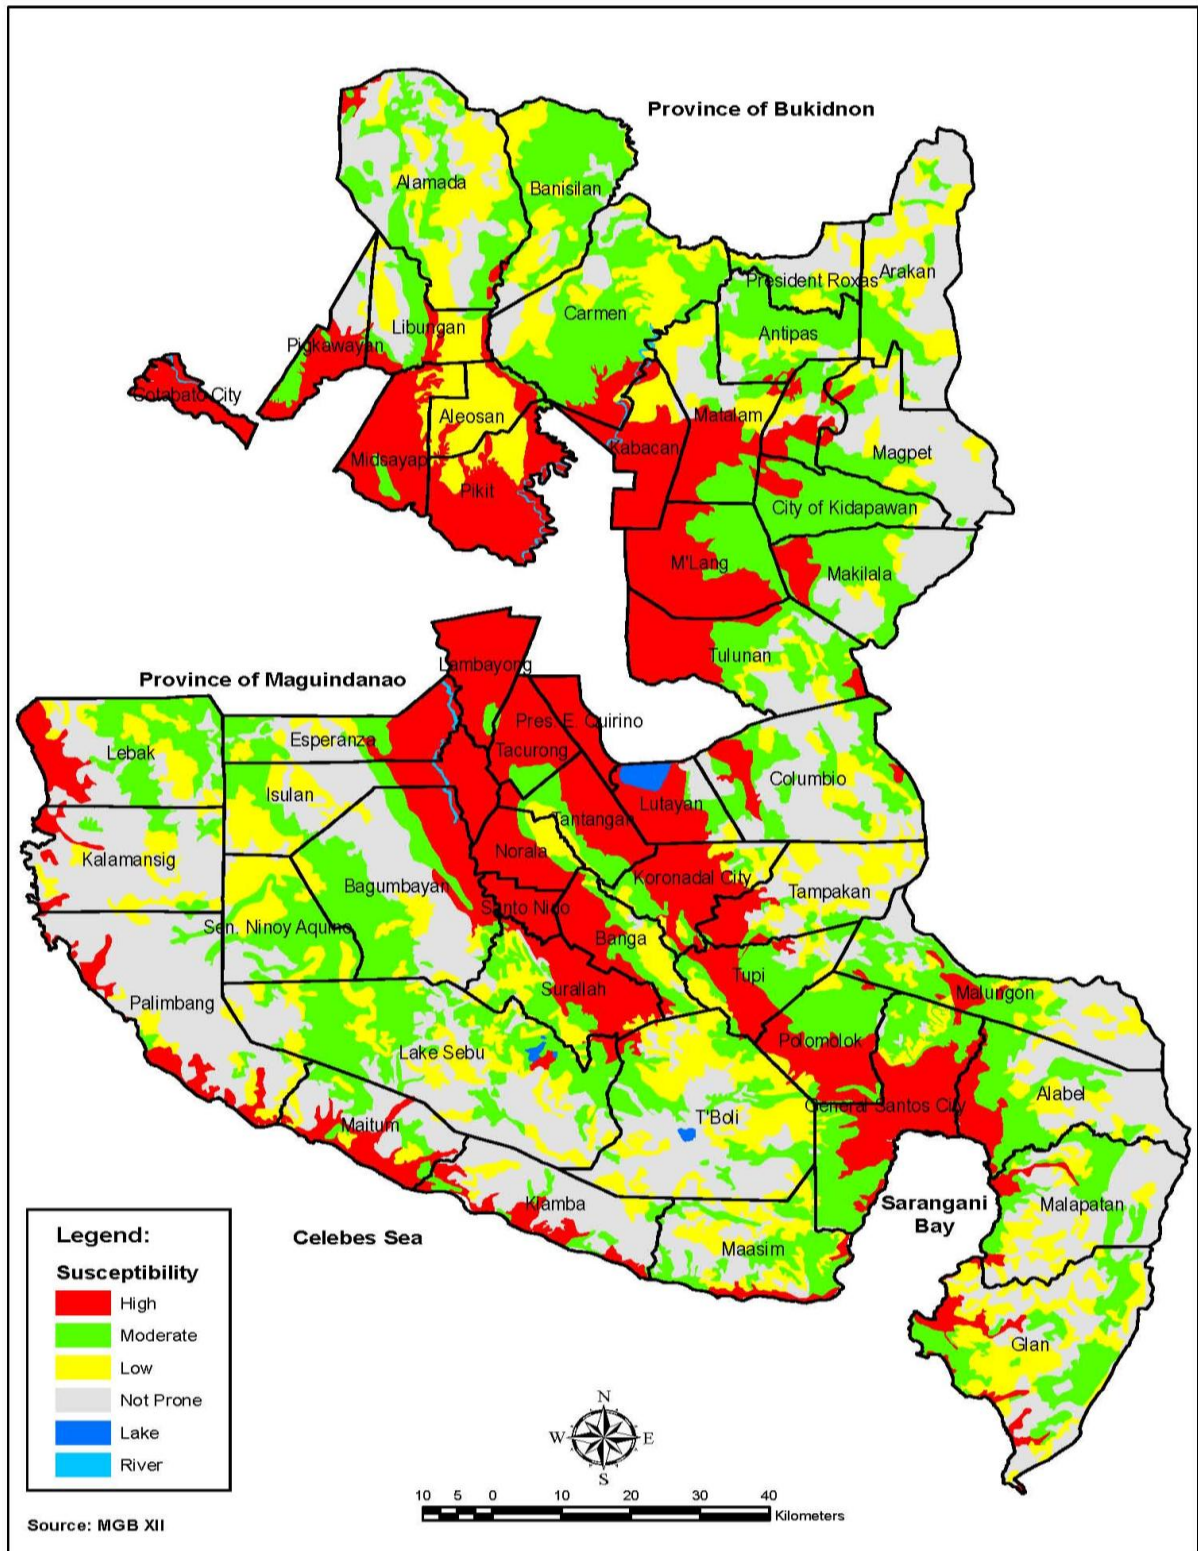 Province of Bukidnon
Alamada
Banisilan
Arakan
President Roxas
Carmen
Libungan
Antipas
Pigkawayan
Cotabato City
Aleosan
Matalam
Kabacan
Magpet
Midsayap
Pikit
City of Kidapawan
M'Lang
Makilala
Tulunan
Lambayong
Province of Maguindanao
Pres. E. Quirino
Esperanza
Tacurong
Lebak
Columbio
Isulan
Lutayan
Tantangan
Norala
Kalamansig
Koronadal City
Bagumbayan
Tampakan
Santo Nino
Sen. Ninoy Aquino
Banga
Tupi
Surallah
Malungon
Palimbang
Polomolok
Lake Sebu
Alabel
General Santos City
T'Boli
Maitum
Kiamba
Sarangani
Bay
Malapatan
Celebes Sea
Maasim
Glan
Legend:
Susceptibility
High
Moderate
Low
Not Prone
Lake
River
N
W
E
S
10 5 0 10 20 30 40
Kilometers
Source: MGB XII